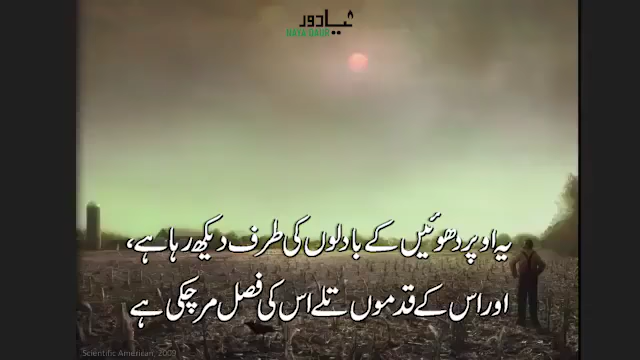 نیا دور
NAYA DAUR
یہ اوپر دھوئیں کے بادلوں کی طرف دیکھ رہا ہے،
اور اس کے قدموں تلے اس کی فصل مر چکی ہے
Scientific American, 2009